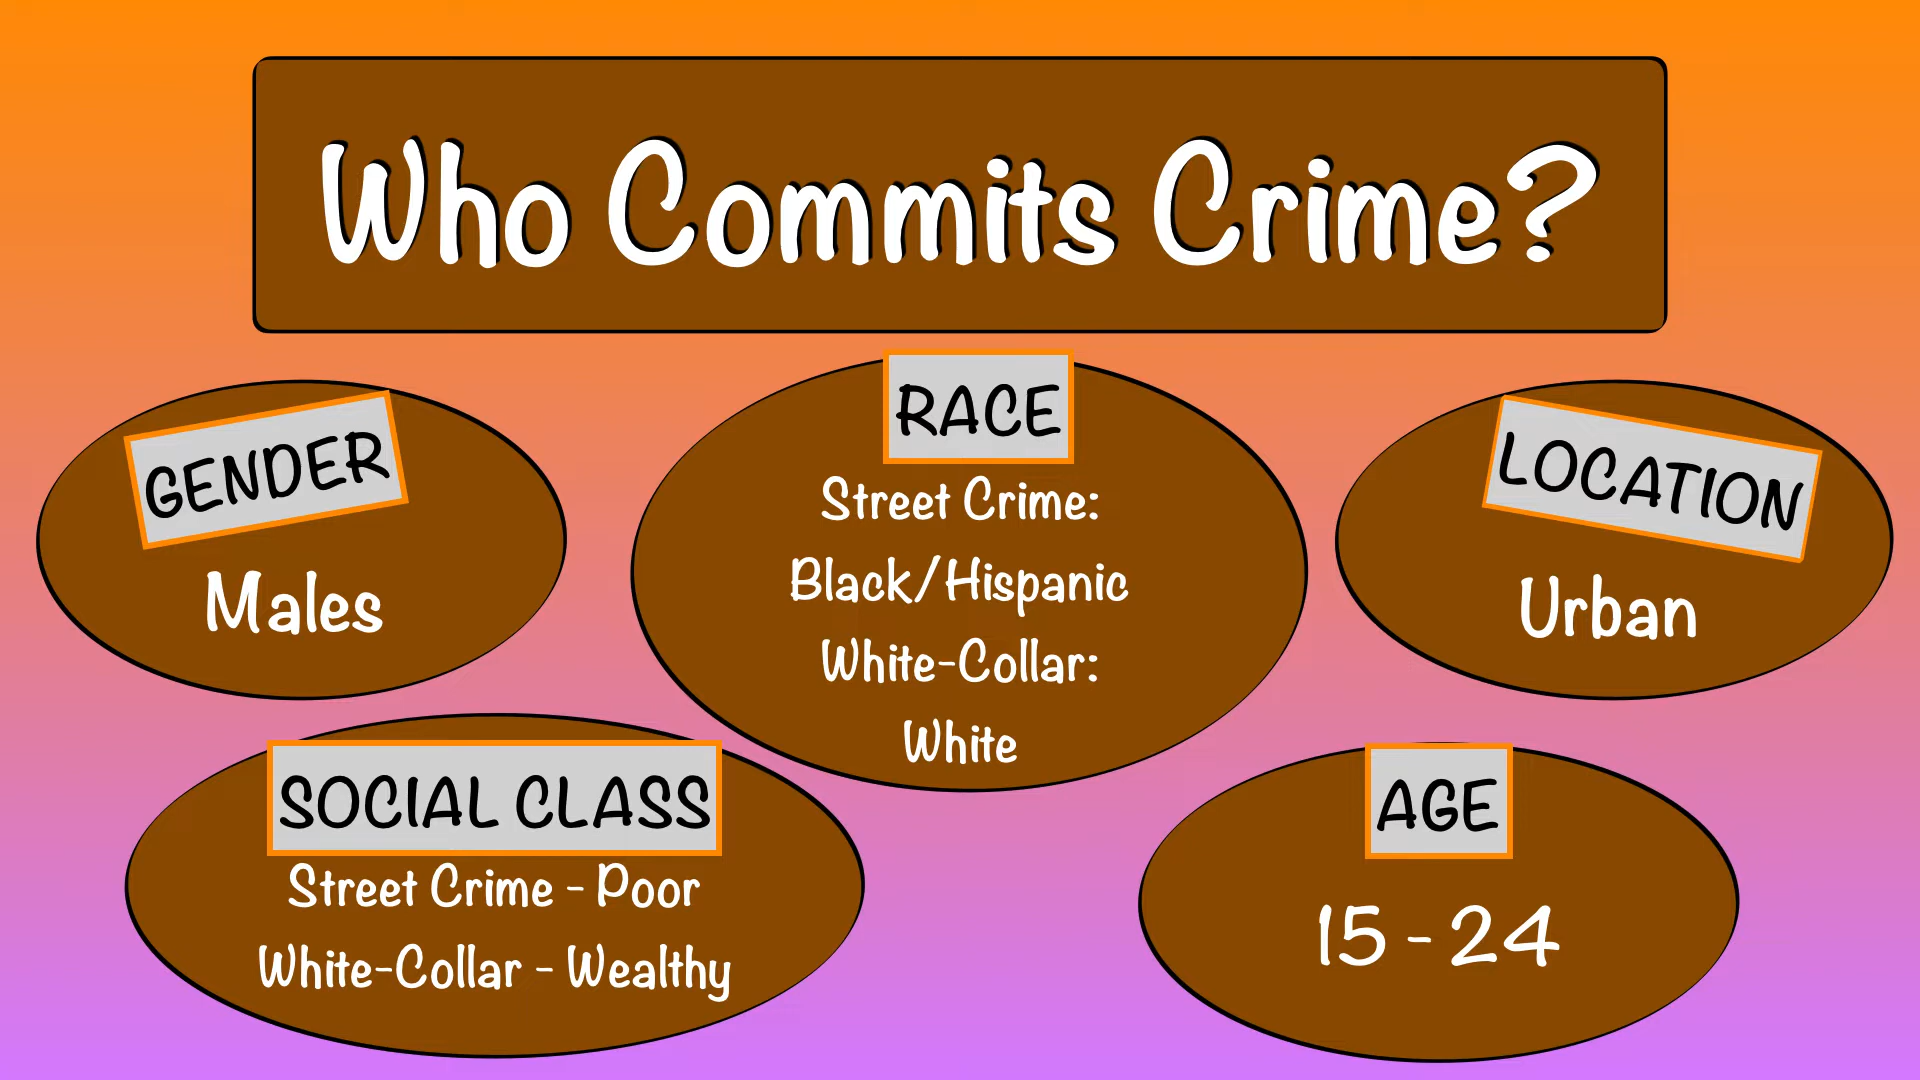 Who Commits Crime?
GENDER
Males
RACE
Street Crime:
Black/Hispanic
White-Collar:
White
LOCATION
Urban
SOCIAL CLASS
Street Crime - Poor
White-Collar - Wealthy
AGE
15 - 24